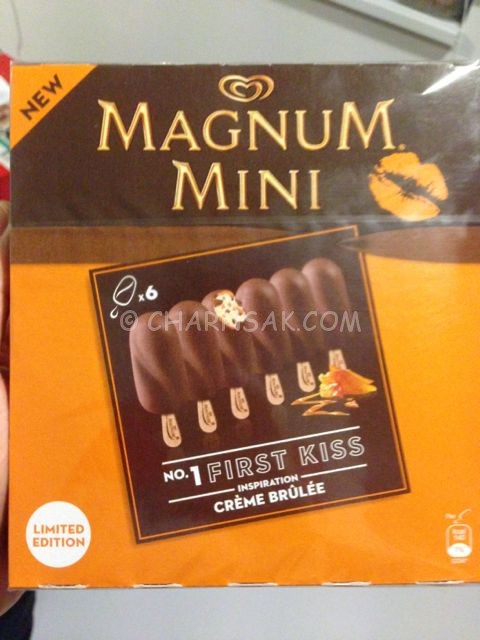 NEW
MAGNUM
MINI
x6
© CHARNSAK.COM
NO.1 FIRST KISS
INSPIRATION
CRÈME BRÛLÉE
LIMITED
EDITION